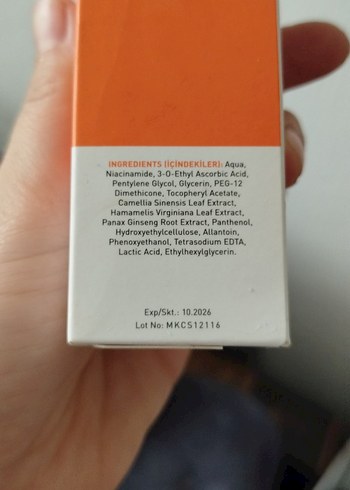 INGREDIENTS (İÇİNDEKİLER): Aqua,
Niacinamide, 3-O-Ethyl Ascorbic Acid,
Pentylene Glycol, Glycerin, PEG-12
Dimethicone, Tocopheryl Acetate,
Camellia Sinensis Leaf Extract,
Hamamelis Virginiana Leaf Extract,
Panax Ginseng Root Extract, Panthenol,
Hydroxyethylcellulose, Allantoin,
Phenoxyethanol, Tetrasodium EDTA,
Lactic Acid, Ethylhexylglycerin.
Exp/Skt.: 10.2026
Lot No: MKCS12116